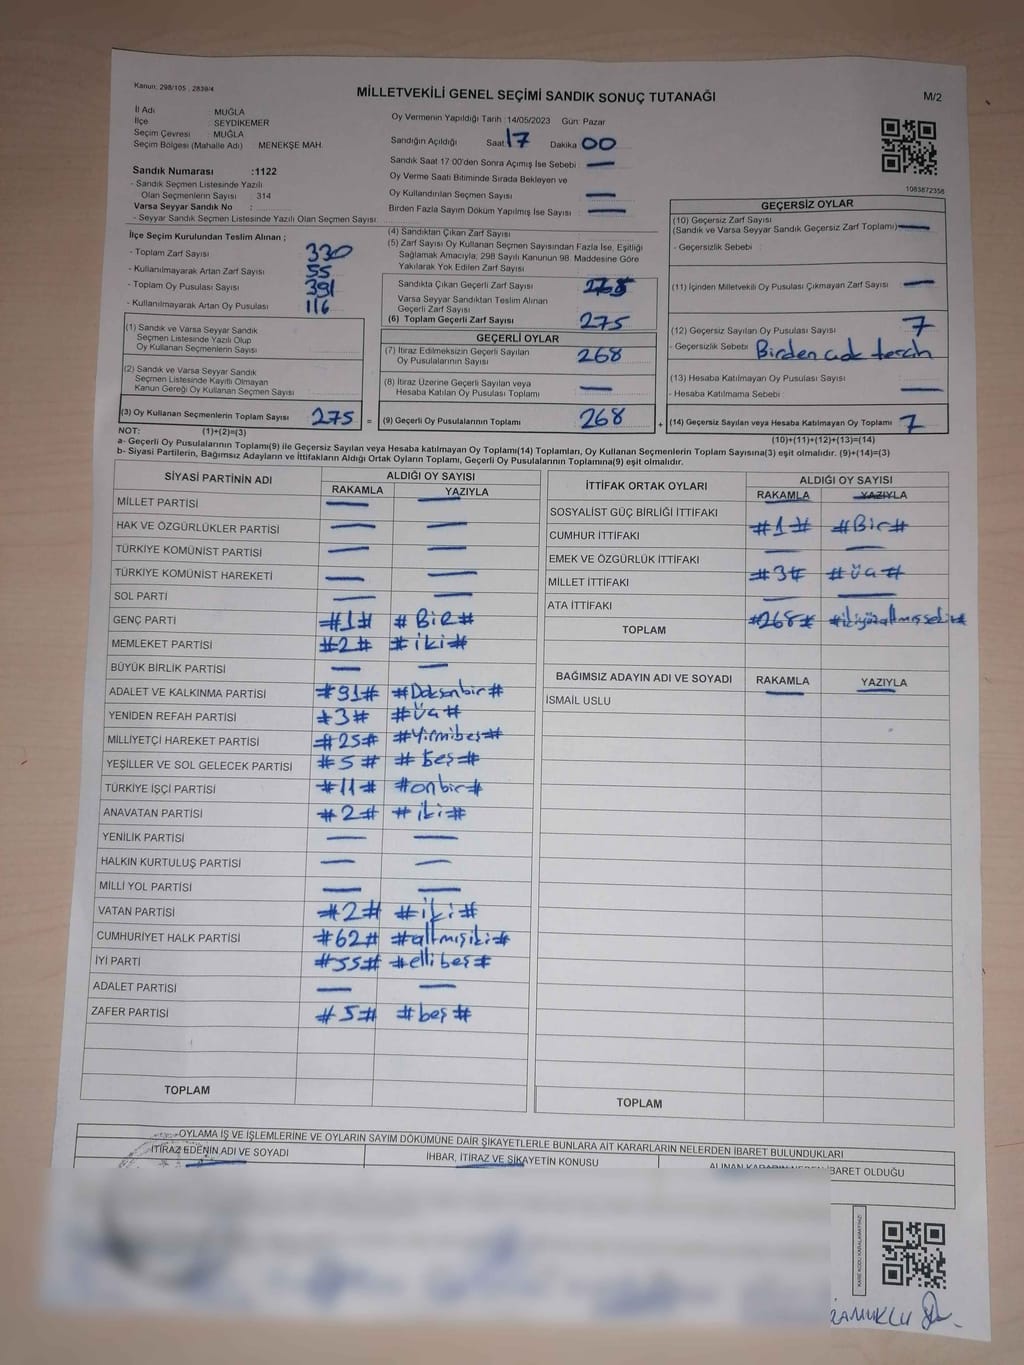 Kanun, 298/105 , 2839/4
MİLLETVEKİLİ GENEL SEÇİMİ SANDIK SONUÇ TUTANAĞI
M/2
İl Adı : MUĞLA
İlçe : SEYDİKEMER
Seçim Çevresi : MUĞLA
Seçim Bölgesi (Mahalle Adı) MENEKŞE MAH.
Sandık Numarası :1122
- Sandık Seçmen Listesinde Yazılı
Olan Seçmenlerin Sayısı : 314
Varsa Seyyar Sandık No :
- Seyyar Sandık Seçmen Listesinde Yazılı Olan Seçmen Sayısı:
Oy Vermenin Yapıldığı Tarih :14/05/2023 Gün: Pazar
Sandığın Açıldığı Saat 17 Dakika 00
Sandık Saat 17 00'den Sonra Açımış İse Sebebi : —
Oy Verme Saati Bitiminde Sırada Bekleyen ve
Oy Kullandırılan Seçmen Sayısı : —
Birden Fazla Sayım Döküm Yapılmış İse Sayısı : —
1083872358
İlçe Seçim Kurulundan Teslim Alınan ;
- Toplam Zarf Sayısı : 330
- Kullanılmayarak Artan Zarf Sayısı : 55
- Toplam Oy Pusulası Sayısı : 391
- Kullanılmayarak Artan Oy Pusulası : 116
(1) Sandık ve Varsa Seyyar Sandık
Seçmen Listesinde Yazılı Olup
Oy Kullanan Seçmenlerin Sayısı
(2) Sandık ve Varsa Seyyar Sandık
Seçmen Listesinde Kayıtlı Olmayan
Kanun Gereği Oy Kullanan Seçmen Sayısı :
(3) Oy Kullanan Seçmenlerin Toplam Sayısı 275 =
(4) Sandıktan Çıkan Zarf Sayısı
(5) Zarf Sayısı Oy Kullanan Seçmen Sayısından Fazla İse, Eşitliği
Sağlamak Amacıyla; 298 Sayılı Kanunun 98. Maddesine Göre
Yakılarak Yok Edilen Zarf Sayısı
Sandıkta Çıkan Geçerli Zarf Sayısı
Varsa Seyyar Sandıktan Teslim Alınan
Geçerli Zarf Sayısı
(6) Toplam Geçerli Zarf Sayısı 275
GEÇERLİ OYLAR
(7) İtiraz Edilmeksizin Geçerli Sayılan
Oy Pusulalarının Sayısı : 268
(8) İtiraz Üzerine Geçerli Sayılan veya
Hesaba Katılan Oy Pusulası Toplamı : —
(9) Geçerli Oy Pusulalarının Toplamı 268 +
GEÇERSİZ OYLAR
(10) Geçersiz Zarf Sayısı
(Sandık ve Varsa Seyyar Sandık Geçersiz Zarf Toplamı) —
- Geçersizlik Sebebi :
(11) İçinden Milletvekili Oy Pusulası Çıkmayan Zarf Sayısı : —
(12) Geçersiz Sayılan Oy Pusulası Sayısı : 7
- Geçersizlik Sebebi : Birden çok tercih
(13) Hesaba Katılmayan Oy Pusulası Sayısı : —
- Hesaba Katılmama Sebebi :
(14) Geçersiz Sayılan veya Hesaba Katılmayan Oy Toplamı 7
NOT: (1)+(2)=(3)
(10)+(11)+(12)+(13)=(14)
a- Geçerli Oy Pusulalarının Toplamı(9) ile Geçersiz Sayılan veya Hesaba katılmayan Oy Toplamı(14) Toplamları, Oy Kullanan Seçmenlerin Toplam Sayısına(3) eşit olmalıdır. (9)+(14)=(3)
b- Siyasi Partilerin, Bağımsız Adayların ve İttifakların Aldığı Ortak Oyların Toplamı, Geçerli Oy Pusulalarının Toplamına(9) eşit olmalıdır.
SİYASİ PARTİNİN ADI ALDIĞI OY SAYISI
RAKAMLA YAZIYLA
MİLLET PARTİSİ — —
HAK VE ÖZGÜRLÜKLER PARTİSİ — —
TÜRKİYE KOMÜNİST PARTİSİ — —
TÜRKİYE KOMÜNİST HAREKETİ — —
SOL PARTİ — —
GENÇ PARTİ #1# #BİR#
MEMLEKET PARTİSİ #2# #iki#
BÜYÜK BİRLİK PARTİSİ — —
ADALET VE KALKINMA PARTİSİ #91# #Doksanbir#
YENİDEN REFAH PARTİSİ #3# #üç#
MİLLİYETÇİ HAREKET PARTİSİ #25# #Yirmibeş#
YEŞİLLER VE SOL GELECEK PARTİSİ #5# #Beş#
TÜRKİYE İŞÇİ PARTİSİ #11# #onbir#
ANAVATAN PARTİSİ #2# #iki#
YENİLİK PARTİSİ — —
HALKIN KURTULUŞ PARTİSİ — —
MİLLİ YOL PARTİSİ — —
VATAN PARTİSİ #2# #iki#
CUMHURİYET HALK PARTİSİ #62# #altmışiki#
İYİ PARTİ #55# #ellibeş#
ADALET PARTİSİ — —
ZAFER PARTİSİ #5# #beş#
TOPLAM
İTTİFAK ORTAK OYLARI ALDIĞI OY SAYISI
RAKAMLA YAZIYLA
SOSYALİST GÜÇ BİRLİĞİ İTTİFAKI — —
CUMHUR İTTİFAKI #1# #Bir#
EMEK VE ÖZGÜRLÜK İTTİFAKI — —
MİLLET İTTİFAKI #3# #üç#
ATA İTTİFAKI — —
TOPLAM #268# #ikiyüzaltmışsekiz#
BAĞIMSIZ ADAYIN ADI VE SOYADI RAKAMLA YAZIYLA
İSMAİL USLU — —
TOPLAM
OYLAMA İŞ VE İŞLEMLERİNE VE OYLARIN SAYIM DÖKÜMÜNE DAİR ŞİKAYETLERLE BUNLARA AİT KARARLARIN NELERDEN İBARET BULUNDUKLARI
İTİRAZ EDENİN ADI VE SOYADI İHBAR, İTİRAZ VE ŞİKAYETİN KONUSU ALINAN KARARIN NEDEN İBARET OLDUĞU
KARE KODU KARALAMAYINIZ!